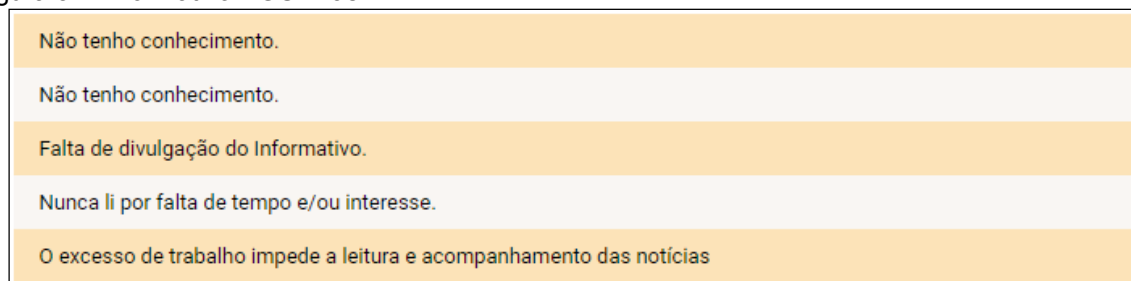 Não tenho conhecimento.
Não tenho conhecimento.
Falta de divulgação do Informativo.
Nunca li por falta de tempo e/ou interesse.
O excesso de trabalho impede a leitura e acompanhamento das notícias